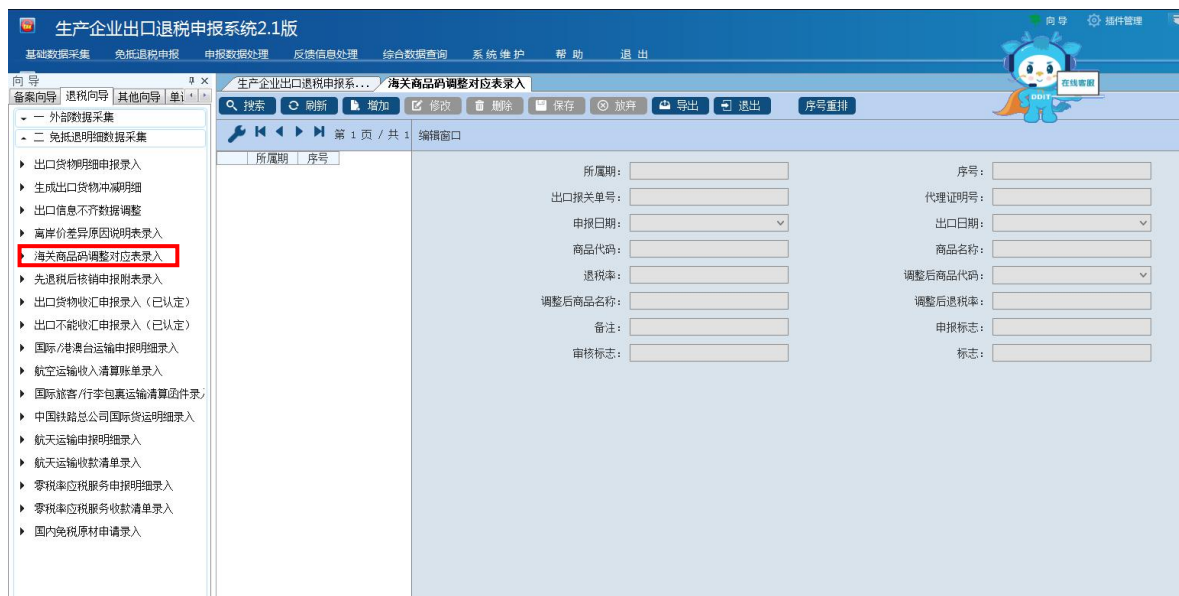 生产企业出口退税申报系统2.1版
向导 插件管理
基础数据采集 免抵退税申报 申报数据处理 反馈信息处理 综合数据查询 系统维护 帮助 退出
在线客服
DDIT
向导
备案向导 退税向导 其他向导
生产企业出口退税申报系... 海关商品码调整对应表录入
搜索 刷新 增加 修改 删除 保存 放弃 导出 退出 序号重排
一 外部数据采集
二 免抵退明细数据采集
第 1 页 / 共 1 编辑窗口
所属期 序号
出口货物明细申报录入
生成出口货物冲减明细
出口信息不齐数据调整
离岸价差异原因说明表录入
海关商品码调整对应表录入
先退税后核销申报附表录入
出口货物收汇申报录入（已认定）
出口不能收汇申报录入（已认定）
国际/港澳台运输申报明细录入
航空运输收入清算账单录入
国际旅客/行李包裹运输清算函件录
中国铁路总公司国际货运明细录入
航天运输申报明细录入
航天运输收款清单录入
零税率应税服务申报明细录入
零税率应税服务收款清单录入
国内免税原材申请录入
所属期： 序号：
出口报关单号： 代理证明号：
申报日期： 出口日期：
商品代码： 商品名称：
退税率： 调整后商品代码：
调整后商品名称： 调整后退税率：
备注： 申报标志：
审核标志： 标志：